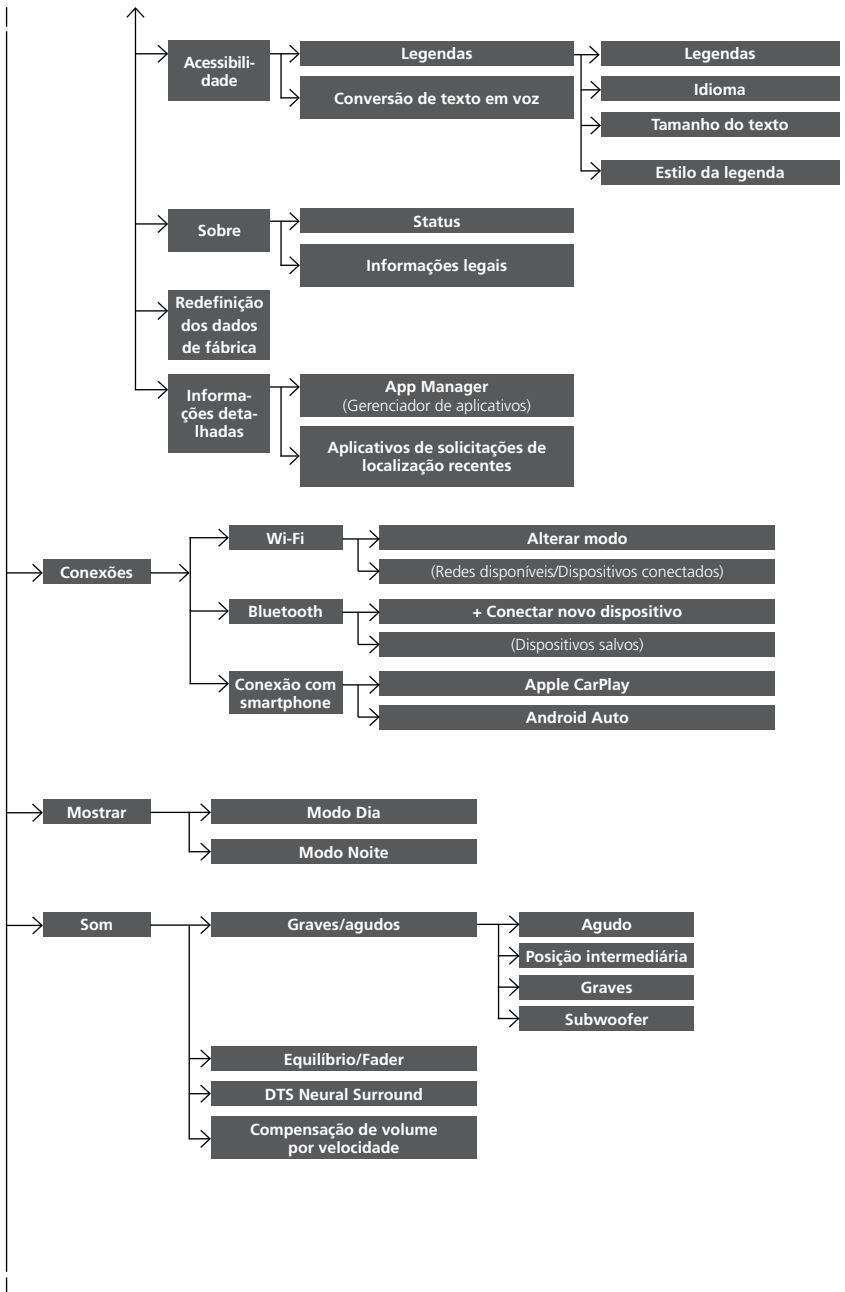 Acessibili-
dade
Legendas
Conversão de texto em voz
Legendas
Idioma
Tamanho do texto
Estilo da legenda
Sobre
Status
Informações legais
Redefinição
dos dados
de fábrica
Informa-
ções deta-
lhadas
App Manager
(Gerenciador de aplicativos)
Aplicativos de solicitações de
localização recentes
Conexões
Wi-Fi
Alterar modo
(Redes disponíveis/Dispositivos conectados)
Bluetooth
+ Conectar novo dispositivo
(Dispositivos salvos)
Conexão com
smartphone
Apple CarPlay
Android Auto
Mostrar
Modo Dia
Modo Noite
Som
Graves/agudos
Agudo
Posição intermediária
Graves
Subwoofer
Equilíbrio/Fader
DTS Neural Surround
Compensação de volume
por velocidade